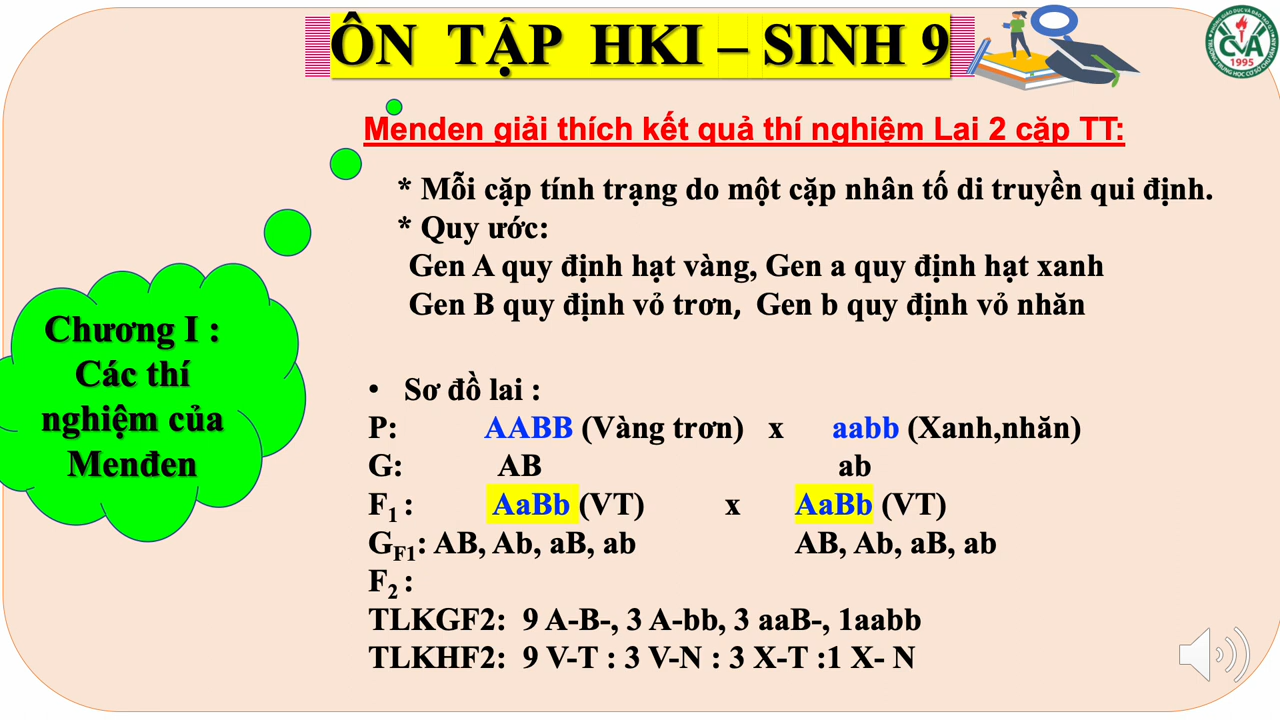 ÔN TẬP HKI – SINH 9
CVA
1995
Menden giải thích kết quả thí nghiệm Lai 2 cặp TT:
* Mỗi cặp tính trạng do một cặp nhân tố di truyền qui định.
* Quy ước:
Gen A quy định hạt vàng, Gen a quy định hạt xanh
Gen B quy định vỏ trơn, Gen b quy định vỏ nhăn
Chương I :
Các thí
nghiệm của
Menđen
• Sơ đồ lai :
P: AABB (Vàng trơn) x aabb (Xanh,nhăn)
G: AB ab
F1 : AaBb (VT) x AaBb (VT)
GF1: AB, Ab, aB, ab AB, Ab, aB, ab
F2 :
TLKGF2: 9 A-B-, 3 A-bb, 3 aaB-, 1aabb
TLKHF2: 9 V-T : 3 V-N : 3 X-T :1 X- N